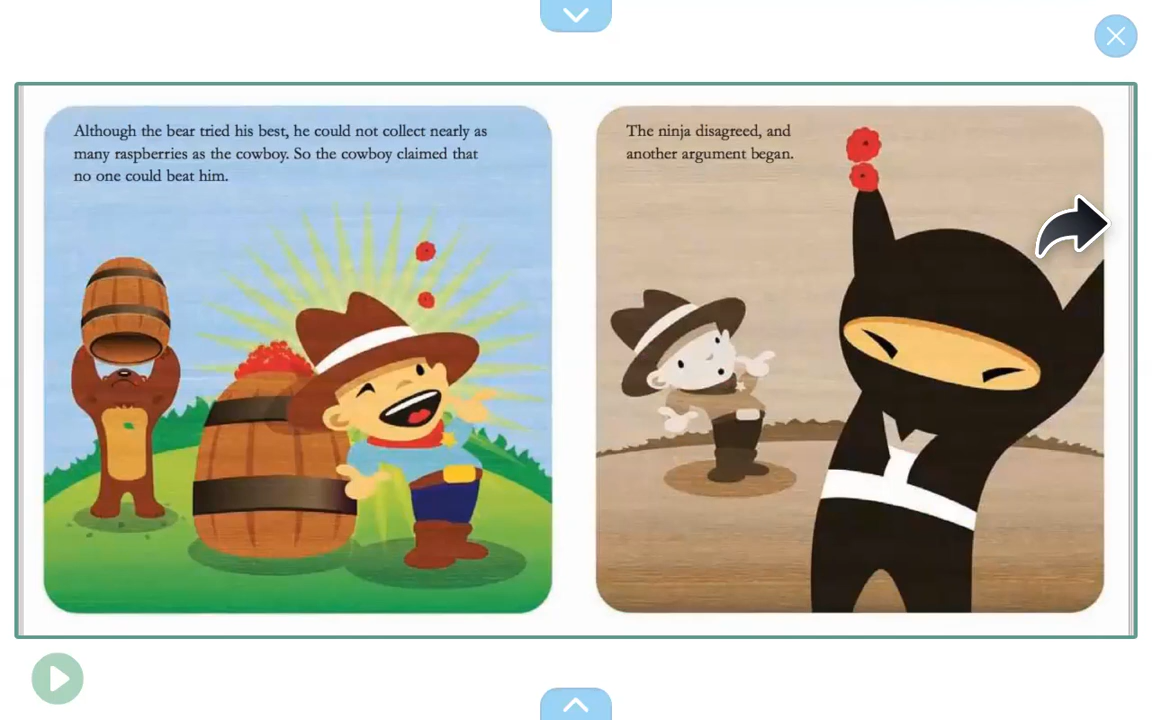 Although the bear tried his best, he could not collect nearly as
many raspberries as the cowboy. So the cowboy claimed that
no one could beat him.
The ninja disagreed, and
another argument began.